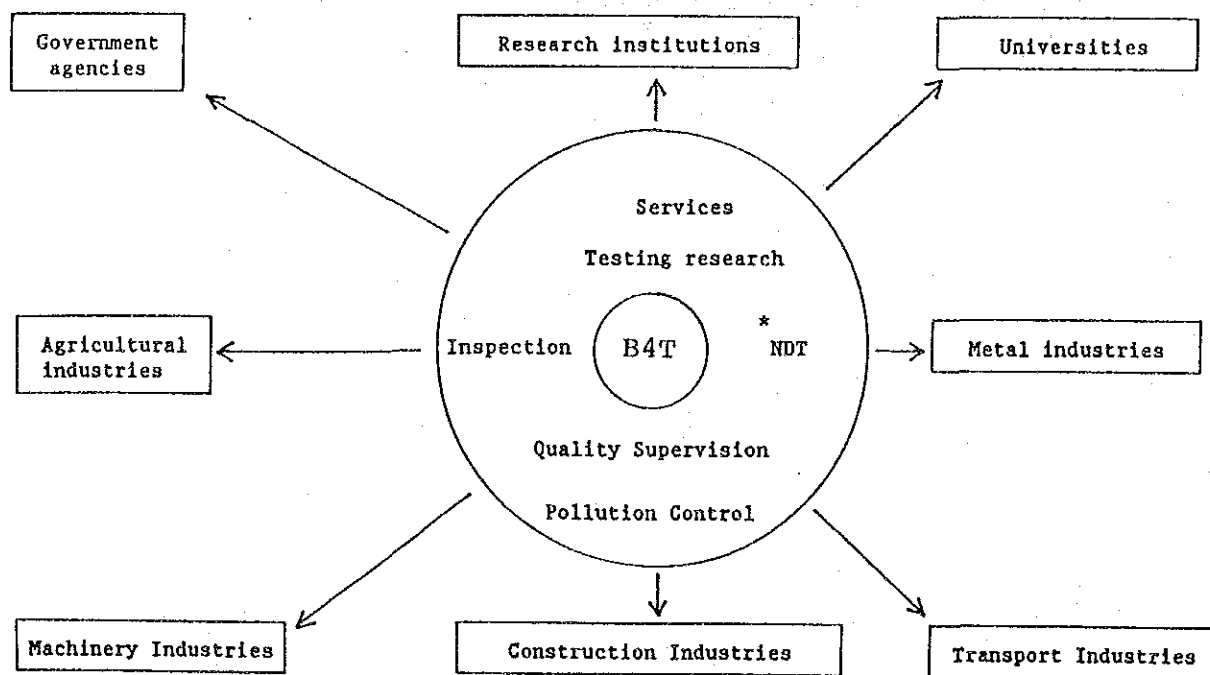 Government
agencies
Research institutions
Universities
Services
Testing research
Agricultural
industries
Inspection
B4T
*
NDT
Metal industries
Quality Supervision
Pollution Control
Machinery Industries
Construction Industries
Transport Industries